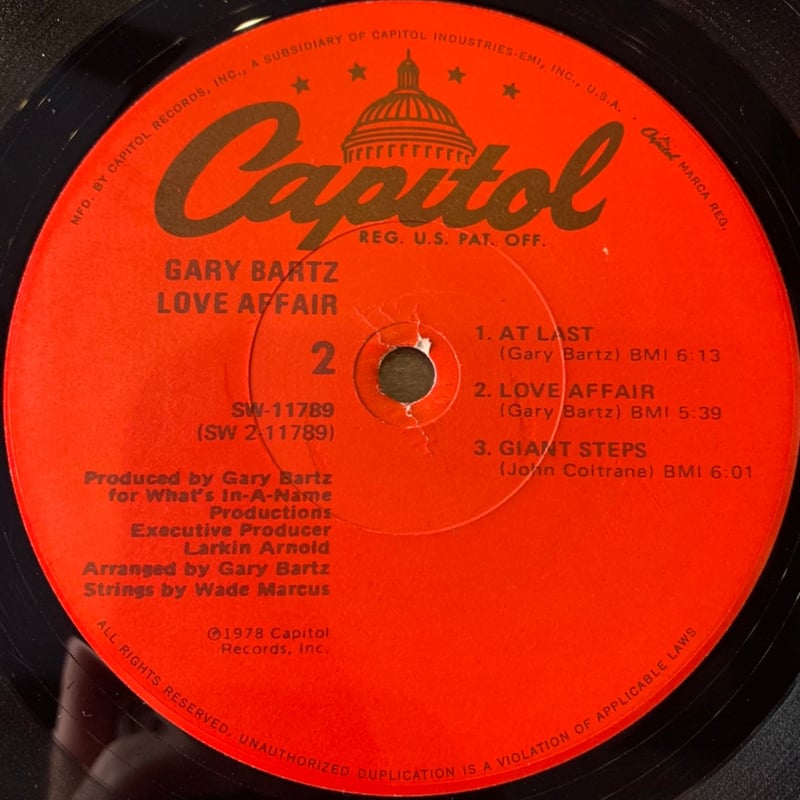 MFD. BY CAPITOL RECORDS, INC., A SUBSIDIARY OF CAPITOL INDUSTRIES-EMI, INC., U.S.A. · Capitol MARCA REG.
Capitol
REG. U.S. PAT. OFF.
GARY BARTZ
LOVE AFFAIR
2
SW-11789
(SW 2-11789)
Produced by Gary Bartz
for What's In-A-Name
Productions
Executive Producer
Larkin Arnold
Arranged by Gary Bartz
Strings by Wade Marcus
℗1978 Capitol
Records, Inc.
1. AT LAST
(Gary Bartz) BMI 6:13
2. LOVE AFFAIR
(Gary Bartz) BMI 5:39
3. GIANT STEPS
(John Coltrane) BMI 6:01
ALL RIGHTS RESERVED. UNAUTHORIZED DUPLICATION IS A VIOLATION OF APPLICABLE LAWS